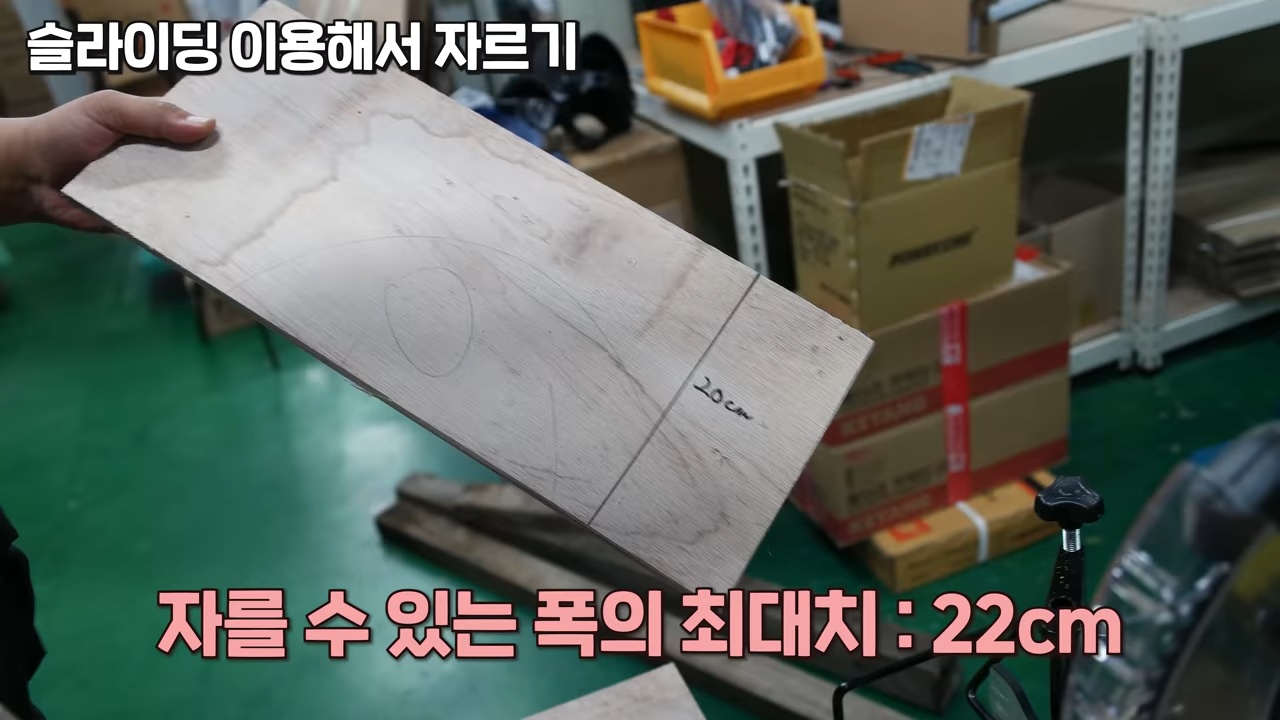 슬라이딩 이용해서 자르기
20cm
KEYANG
자를 수 있는 폭의 최대치 : 22cm